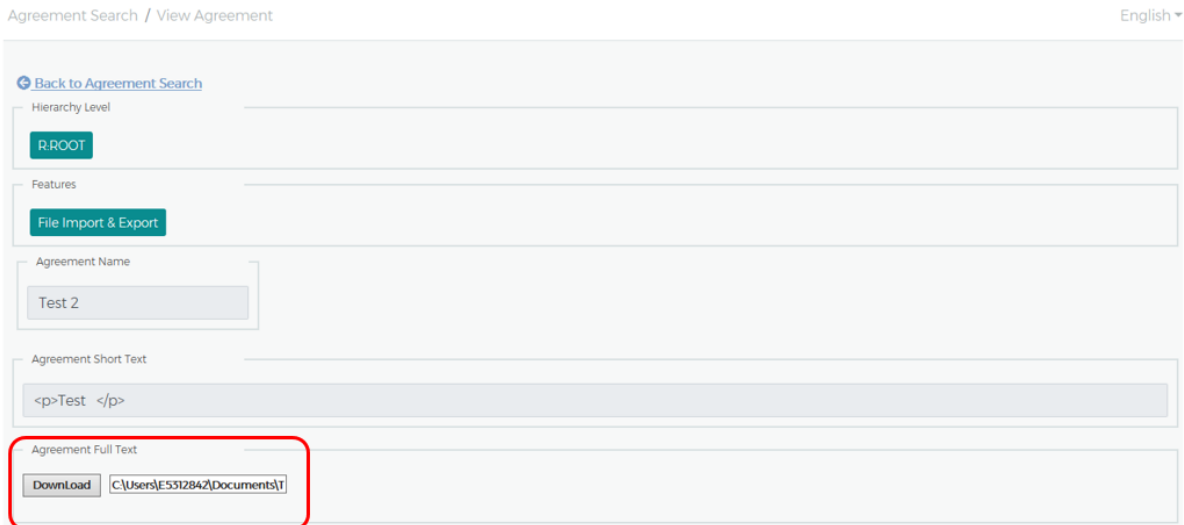 Agreement Search / View Agreement English
Back to Agreement Search
Hierarchy Level
R:ROOT
Features
File Import & Export
Agreement Name
Test 2
Agreement Short Text
<p>Test </p>
Agreement Full Text
DownLoad C:\Users\E5312842\Documents\T